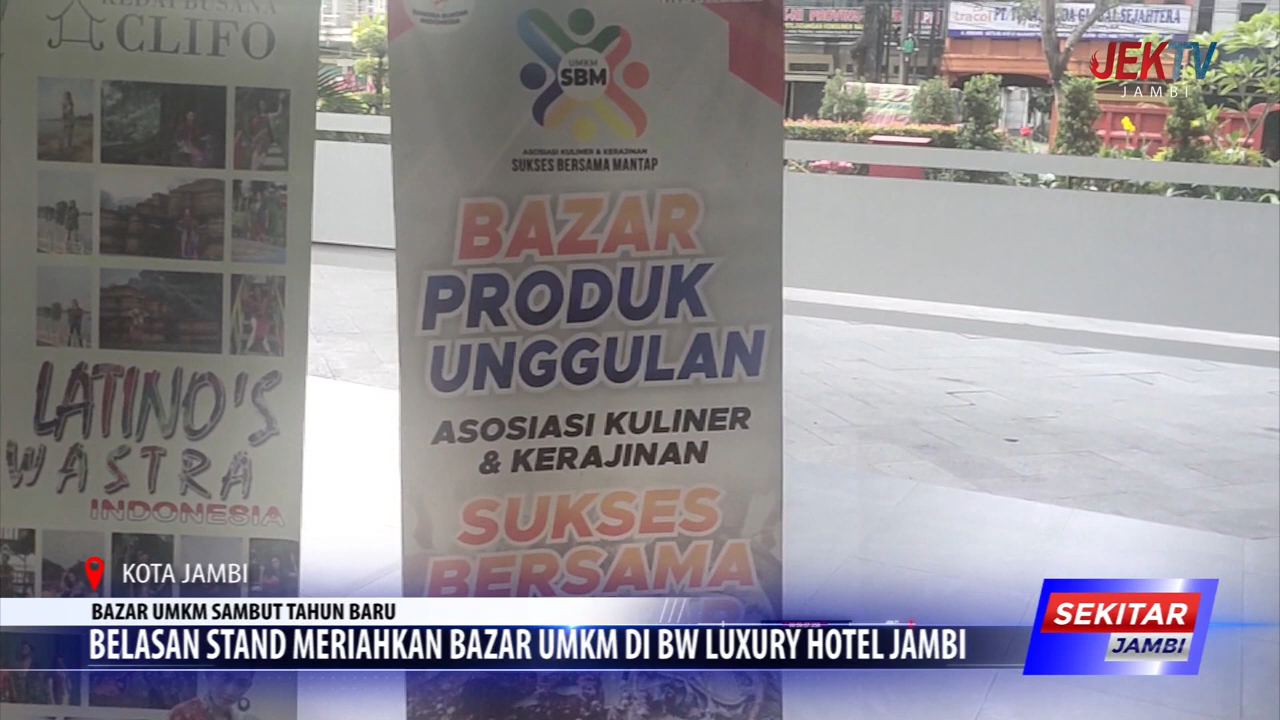 KEDAI BUSANA
CLIFO
LATINO'S
WASTRA
INDONESIA
UMKM
SBM
ASOSIASI KULINER & KERAJINAN
SUKSES BERSAMA MANTAP
BAZAR
PRODUK
UNGGULAN
ASOSIASI KULINER
& KERAJINAN
SUKSES
BERSAMA
JEKTV
JAMBI
KOTA JAMBI
BAZAR UMKM SAMBUT TAHUN BARU
BELASAN STAND MERIAHKAN BAZAR UMKM DI BW LUXURY HOTEL JAMBI
SEKITAR
JAMBI